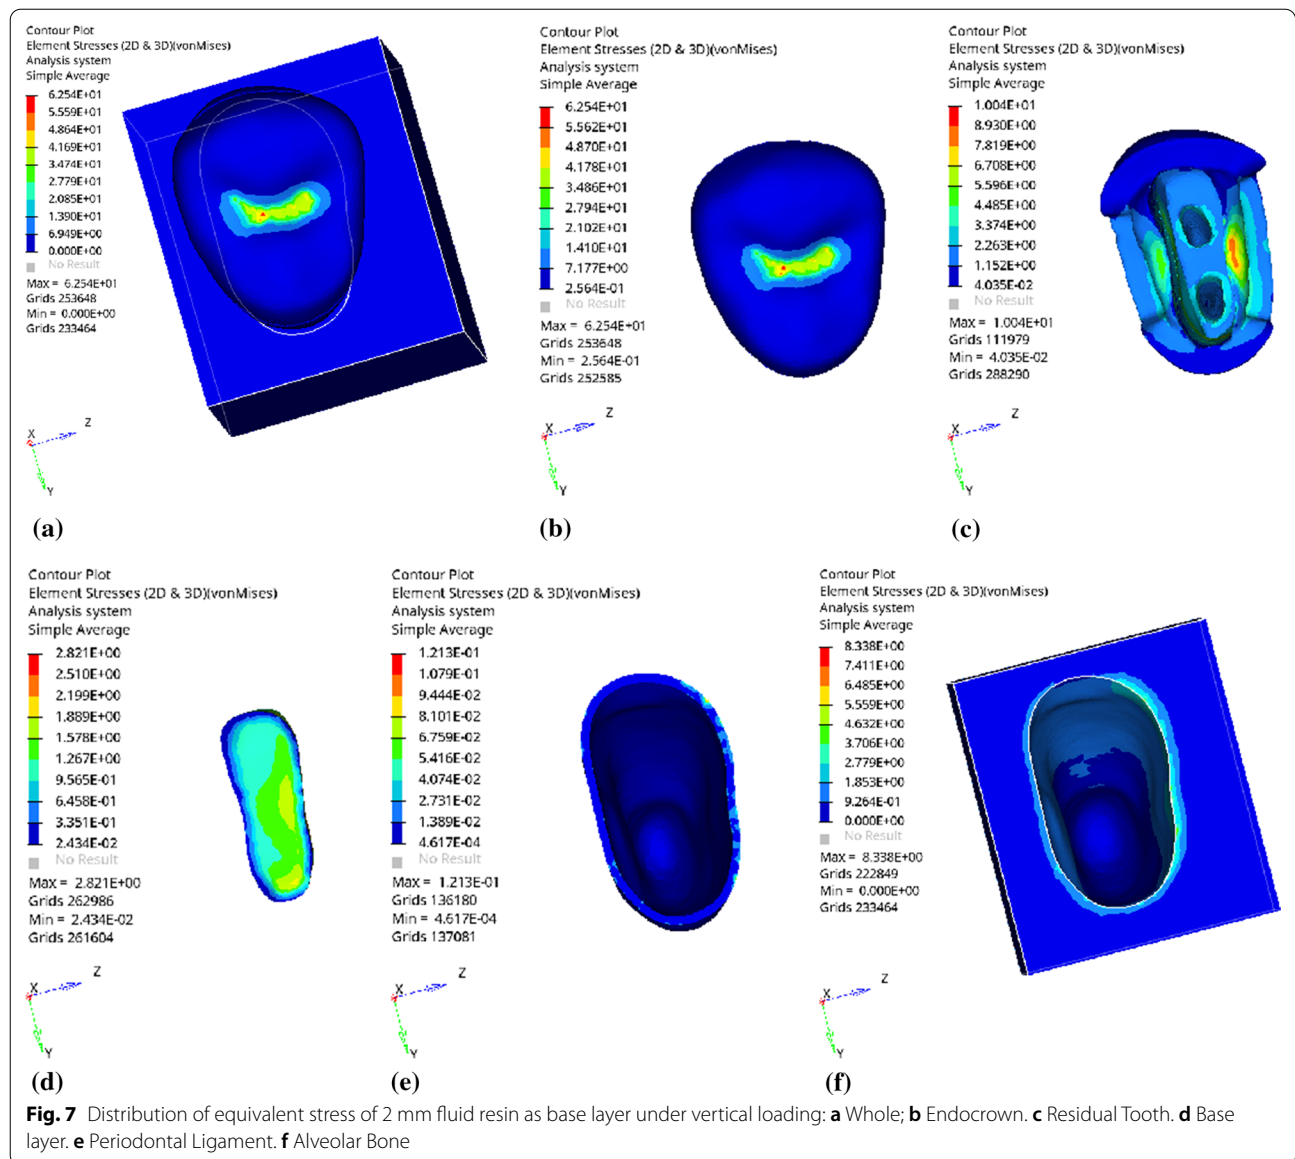 Contour Plot
Element Stresses (2D & 3D)(vonMises)
Analysis system
Simple Average
6.254E+01
5.559E+01
4.864E+01
4.169E+01
3.474E+01
2.779E+01
2.085E+01
1.390E+01
6.949E+00
0.000E+00
No Result
Max = 6.254E+01
Grids 253648
Min = 0.000E+00
Grids 233464
X
Z
Y
(a)
Contour Plot
Element Stresses (2D & 3D)(vonMises)
Analysis system
Simple Average
6.254E+01
5.562E+01
4.870E+01
4.178E+01
3.486E+01
2.794E+01
2.102E+01
1.410E+01
7.177E+00
2.564E-01
No Result
Max = 6.254E+01
Grids 253648
Min = 2.564E-01
Grids 252585
X
Z
Y
(b)
Contour Plot
Element Stresses (2D & 3D)(vonMises)
Analysis system
Simple Average
1.004E+01
8.930E+00
7.819E+00
6.708E+00
5.596E+00
4.485E+00
3.374E+00
2.263E+00
1.152E+00
4.035E-02
No Result
Max = 1.004E+01
Grids 111979
Min = 4.035E-02
Grids 288290
X
Z
Y
(c)
Contour Plot
Element Stresses (2D & 3D)(vonMises)
Analysis system
Simple Average
2.821E+00
2.510E+00
2.199E+00
1.889E+00
1.578E+00
1.267E+00
9.565E-01
6.458E-01
3.351E-01
2.434E-02
No Result
Max = 2.821E+00
Grids 262986
Min = 2.434E-02
Grids 261604
X
Z
Y
(d)
Contour Plot
Element Stresses (2D & 3D)(vonMises)
Analysis system
Simple Average
1.213E-01
1.079E-01
9.444E-02
8.101E-02
6.759E-02
5.416E-02
4.074E-02
2.731E-02
1.389E-02
4.617E-04
No Result
Max = 1.213E-01
Grids 136180
Min = 4.617E-04
Grids 137081
X
Z
Y
(e)
Contour Plot
Element Stresses (2D & 3D)(vonMises)
Analysis system
Simple Average
8.338E+00
7.411E+00
6.485E+00
5.559E+00
4.632E+00
3.706E+00
2.779E+00
1.853E+00
9.264E-01
0.000E+00
No Result
Max = 8.338E+00
Grids 222849
Min = 0.000E+00
Grids 233464
X
Z
Y
(f)
Fig. 7 Distribution of equivalent stress of 2 mm fluid resin as base layer under vertical loading: a Whole; b Endocrown. c Residual Tooth. d Base
layer. e Periodontal Ligament. f Alveolar Bone